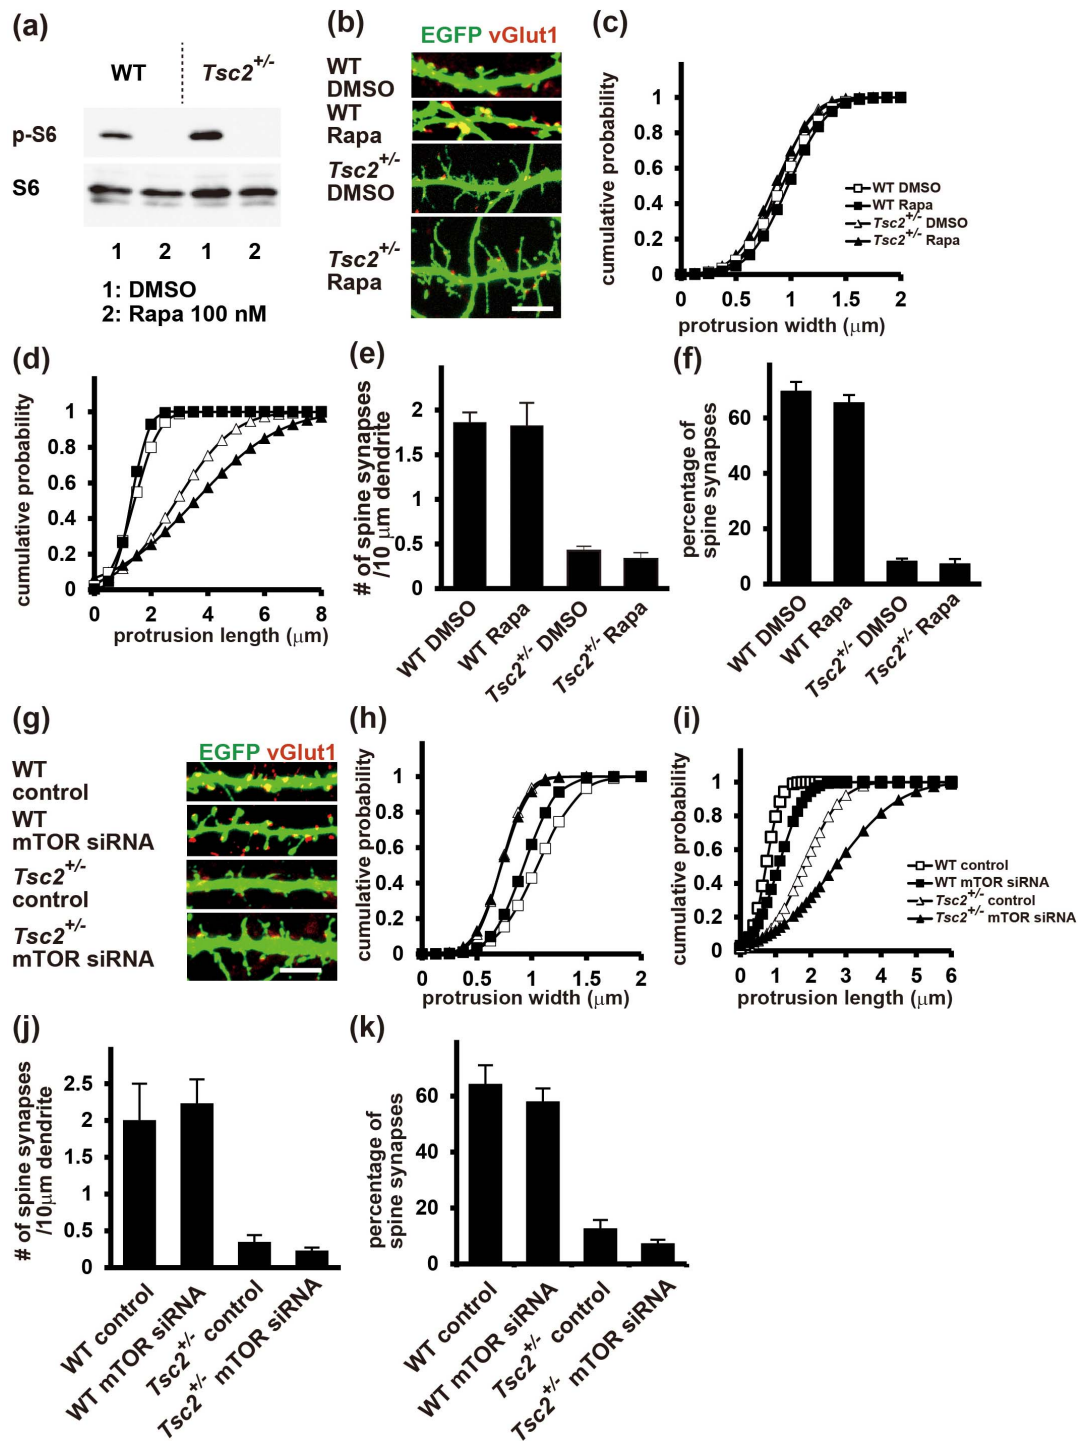 (a)
WT
Tsc2+/-
p-S6
S6
1 2 1 2
1: DMSO
2: Rapa 100 nM
(b)
EGFP vGlut1
WT
DMSO
WT
Rapa
Tsc2+/-
DMSO
Tsc2+/-
Rapa
(c)
cumulative probability
1
0.8
0.6
0.4
0.2
0
0 0.5 1 1.5 2
protrusion width (μm)
WT DMSO
WT Rapa
Tsc2+/- DMSO
Tsc2+/- Rapa
(d)
cumulative probability
1
0.8
0.6
0.4
0.2
0
0 2 4 6 8
protrusion length (μm)
(e)
# of spine synapses
/10 μm dendrite
2
1.5
1
0.5
0
WT DMSO
WT Rapa
Tsc2+/- DMSO
Tsc2+/- Rapa
(f)
percentage of
spine synapses
60
40
20
0
WT DMSO
WT Rapa
Tsc2+/- DMSO
Tsc2+/- Rapa
(g)
EGFP vGlut1
WT
control
WT
mTOR siRNA
Tsc2+/-
control
Tsc2+/-
mTOR siRNA
(h)
cumulative probability
1
0.8
0.6
0.4
0.2
0
0 0.5 1 1.5 2
protrusion width (μm)
(i)
cumulative probability
1
0.8
0.6
0.4
0.2
0
0 1 2 3 4 5 6
protrusion length (μm)
WT control
WT mTOR siRNA
Tsc2+/- control
Tsc2+/- mTOR siRNA
(j)
# of spine synapses
/10μm dendrite
2.5
2
1.5
1
0.5
0
WT control
WT mTOR siRNA
Tsc2+/- control
Tsc2+/- mTOR siRNA
(k)
percentage of
spine synapses
60
40
20
0
WT control
WT mTOR siRNA
Tsc2+/- control
Tsc2+/- mTOR siRNA